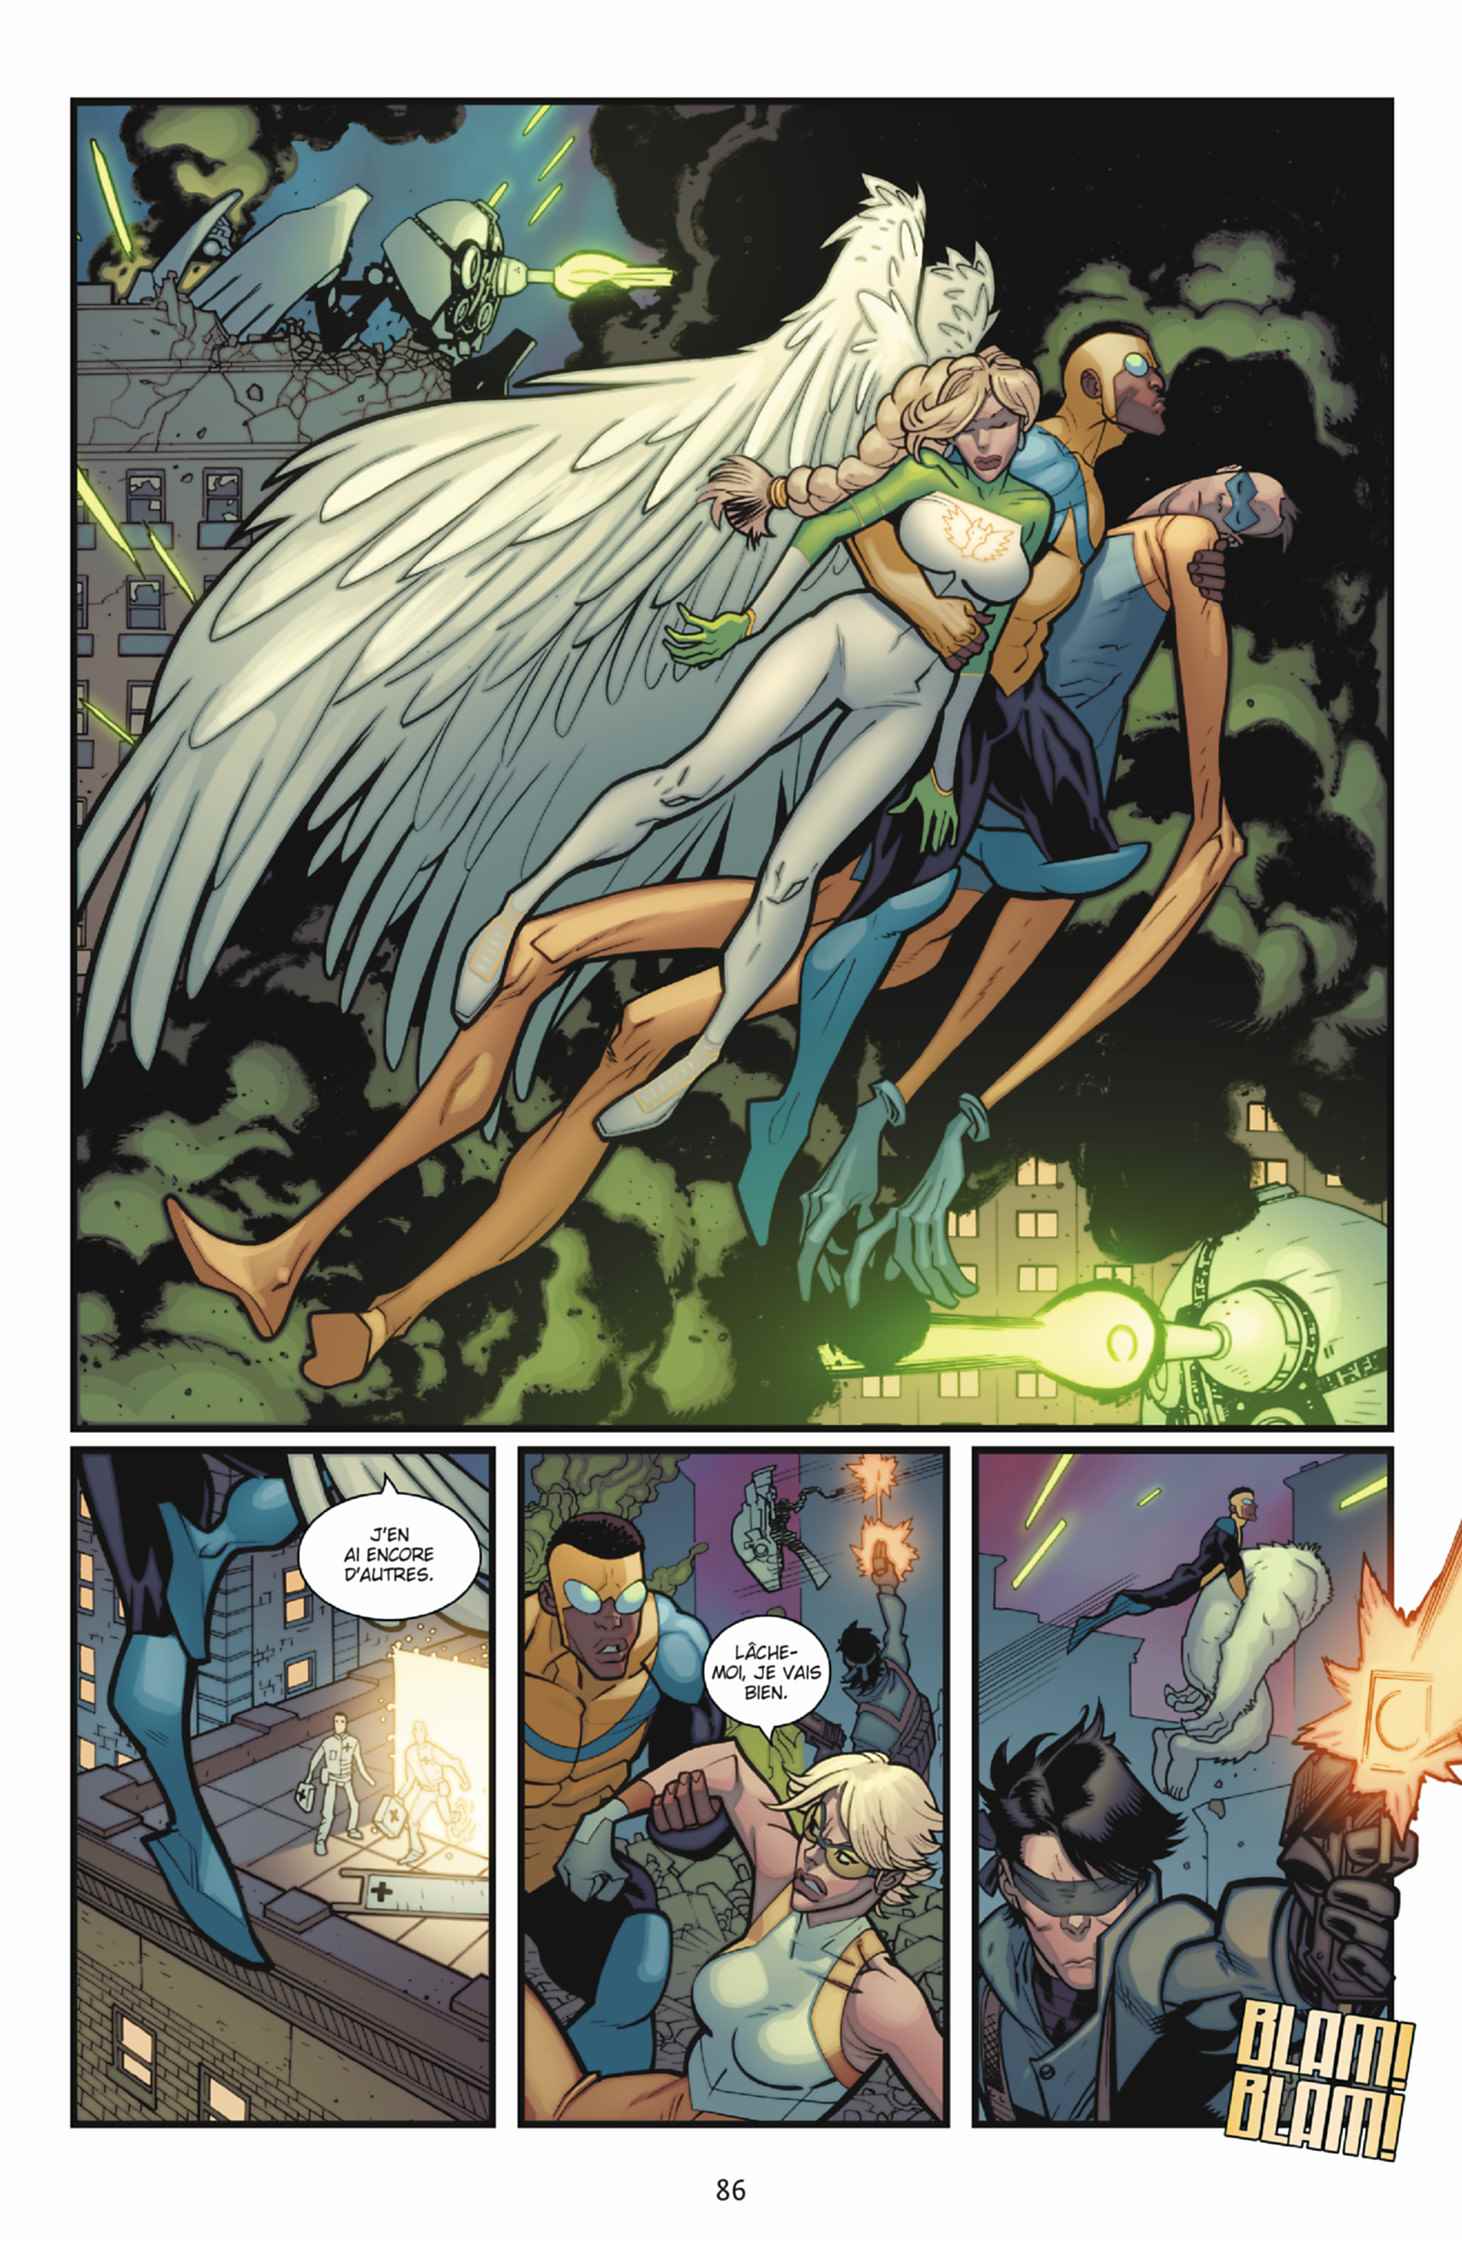 J'EN
AI ENCORE
D'AUTRES.
LÂCHE-
MOI, JE VAIS
BIEN.
BLAM!
BLAM!
86